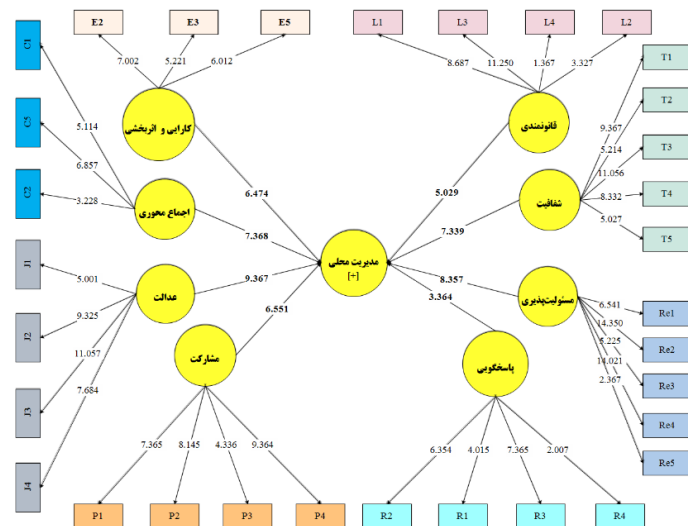 E2
E3
E5
L1
L3
L4
L2
C1
C5
C2
T1
T2
T3
T4
T5
7.002
5.221
6.012
8.687
11.250
1.367
3.327
کارایی و اثربخشی
قانونمندی
5.114
6.857
3.228
9.367
5.214
11.056
8.332
5.027
6.474
5.029
اجماع محوری
شفافیت
7.368
7.339
مدیریت محلی
[+]
J1
J2
J3
J4
5.001
9.325
11.057
7.684
عدالت
9.367
8.357
مسئولیت‌پذیری
6.551
3.364
مشارکت
پاسخگویی
6.541
14.350
5.225
14.021
2.367
Re1
Re2
Re3
Re4
Re5
7.365
8.145
4.336
9.364
6.354
4.015
7.365
2.007
P1
P2
P3
P4
R2
R1
R3
R4